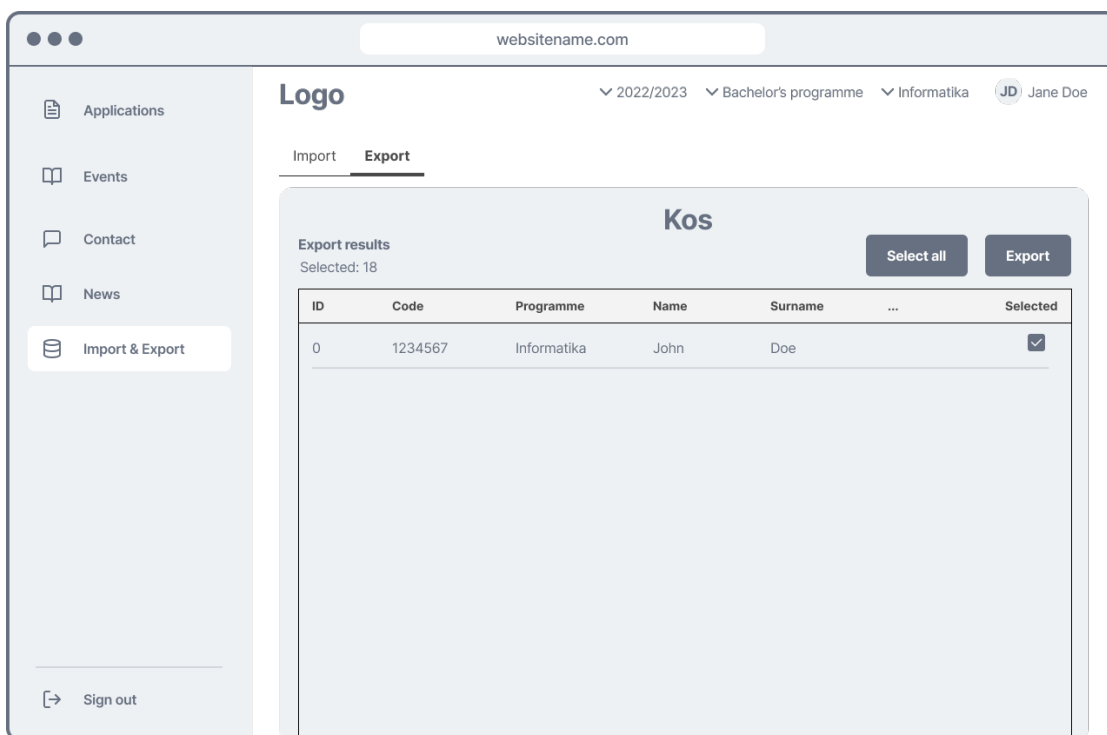 websitename.com
Logo
2022/2023 Bachelor's programme Informatika JD Jane Doe
Applications
Events
Contact
News
Import & Export
Sign out
Import Export
Kos
Export results
Selected: 18
Select all Export
ID Code Programme Name Surname ... Selected
0 1234567 Informatika John Doe